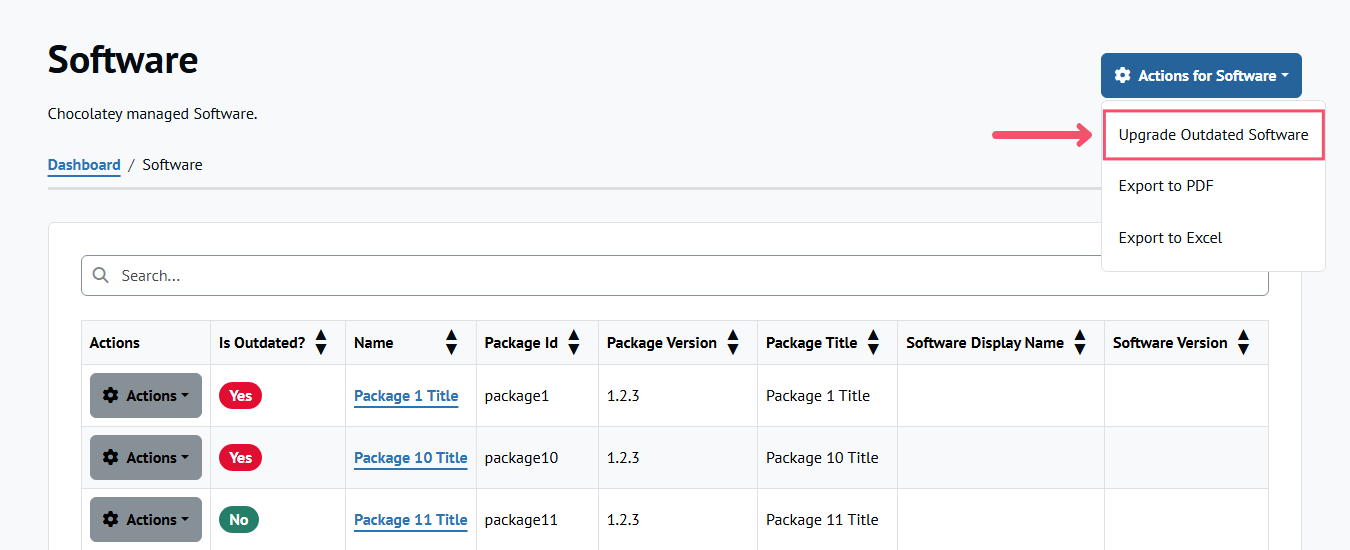 Software
Actions for Software
Chocolatey managed Software.
Upgrade Outdated Software
Dashboard / Software
Export to PDF
Export to Excel
Search...
Actions Is Outdated? Name Package Id Package Version Package Title Software Display Name Software Version
Actions Yes Package 1 Title package1 1.2.3 Package 1 Title
Actions Yes Package 10 Title package10 1.2.3 Package 10 Title
Actions No Package 11 Title package11 1.2.3 Package 11 Title